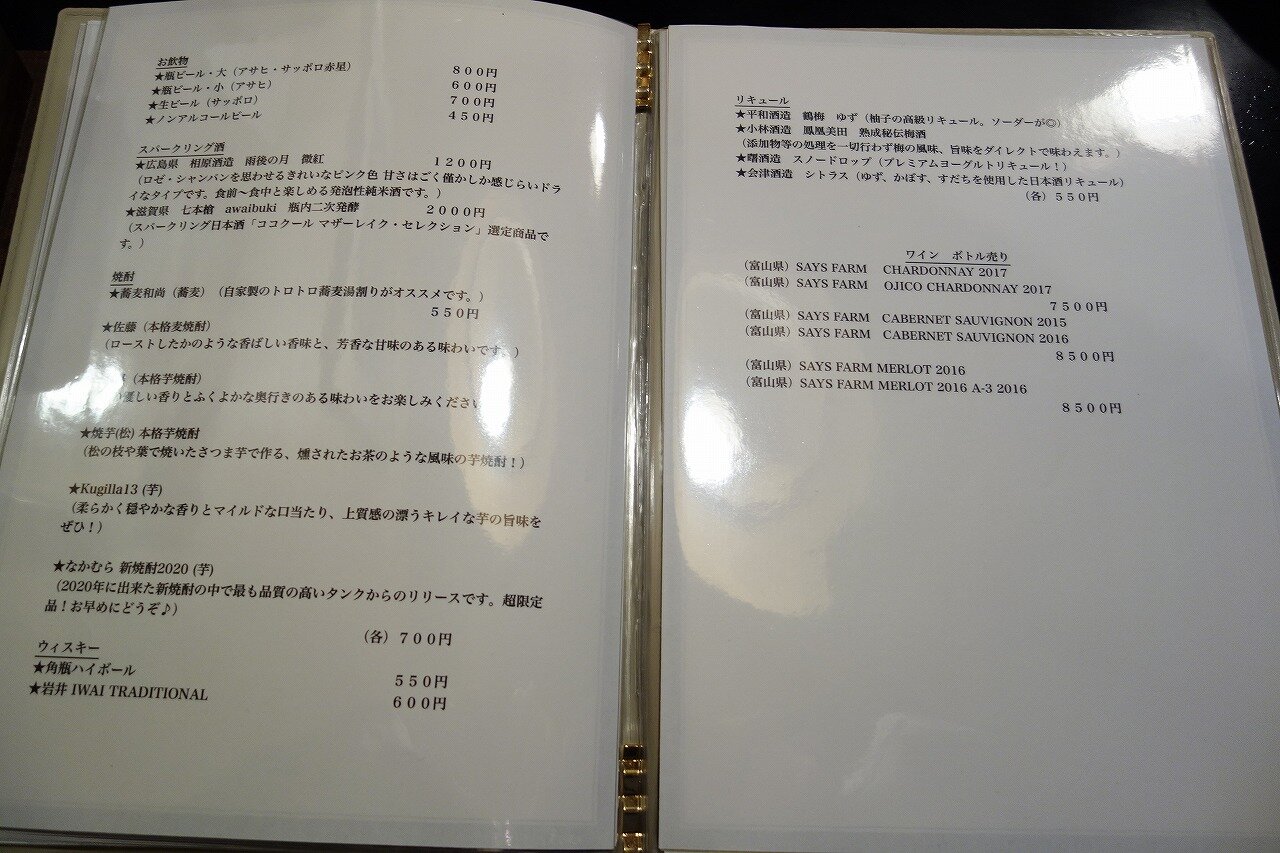 お飲物
★瓶ビール・大（アサヒ・サッポロ赤星） ８００円
★瓶ビール・小（アサヒ） ６００円
★生ビール（サッポロ） ７００円
★ノンアルコールビール ４５０円
スパークリング酒
★広島県　相原酒造　雨後の月　微紅 １２００円
（ロゼ・シャンパンを思わせるきれいなピンク色 甘さはごく僅かしか感じらいドラ
イなタイプです。食前～食中と楽しめる発泡性純米酒です。）
★滋賀県　七本槍　awaibuki　瓶内二次発酵 ２０００円
（スパークリング日本酒「ココクール マザーレイク・セレクション」選定商品で
す。）
焼酎
★蕎麦和尚（蕎麦）（自家製のトロトロ蕎麦湯割りがオススメです。）
５５０円
★佐藤（本格麦焼酎）
（ローストしたかのような香ばしい香味と、芳香な甘味のある味わいです。）
（本格芋焼酎）
優しい香りとふくよかな奥行きのある味わいをお楽しみください
★焼芋(松) 本格芋焼酎
（松の枝や葉で焼いたさつま芋で作る、燻されたお茶のような風味の芋焼酎！）
★Kugilla13 (芋)
（柔らかく穏やかな香りとマイルドな口当たり、上質感の漂うキレイな芋の旨味を
ぜひ！）
★なかむら 新焼酎2020 (芋)
（2020年に出来た新焼酎の中で最も品質の高いタンクからのリリースです。超限定
品！お早めにどうぞ♪）
（各）７００円
ウィスキー
★角瓶ハイボール ５５０円
★岩井 IWAI TRADITIONAL ６００円
リキュール
★平和酒造　鶴梅　ゆず（柚子の高級リキュール。ソーダーが◎）
★小林酒造　鳳凰美田　熟成秘伝梅酒
（添加物等の処理を一切行わず梅の風味、旨味をダイレクトで味わえます。）
★曙酒造　スノードロップ（プレミアムヨーグルトリキュール！）
★会津酒造　シトラス（ゆず、かぼす、すだちを使用した日本酒リキュール）
（各）５５０円
ワイン　ボトル売り
（富山県）SAYS FARM　CHARDONNAY 2017
（富山県）SAYS FARM　OJICO CHARDONNAY 2017
７５００円
（富山県）SAYS FARM　CABERNET SAUVIGNON 2015
（富山県）SAYS FARM　CABERNET SAUVIGNON 2016
８５００円
（富山県）SAYS FARM MERLOT 2016
（富山県）SAYS FARM MERLOT 2016 A-3 2016
８５００円